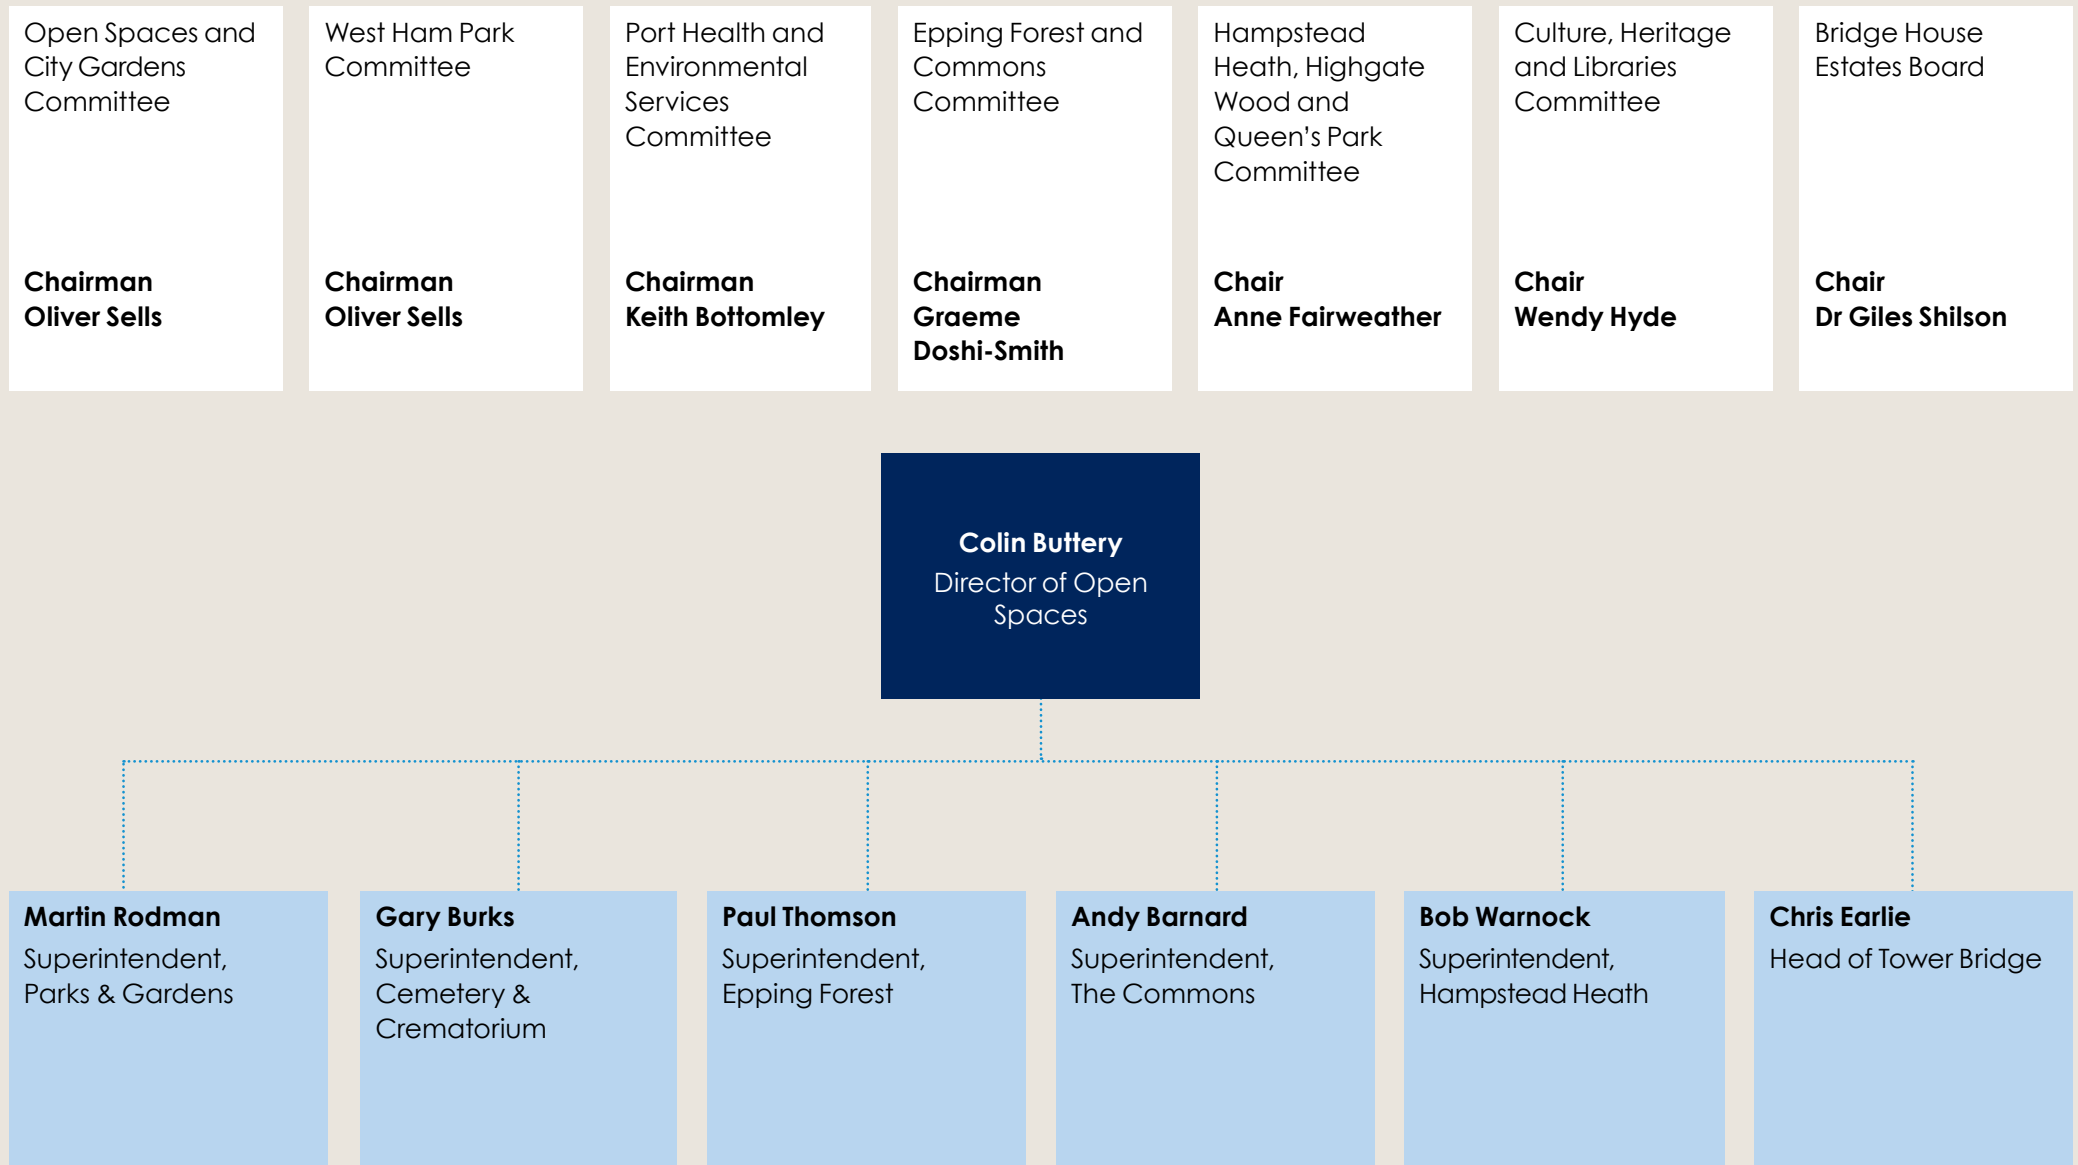 Open Spaces and
City Gardens
Committee
Chairman
Oliver Sells
West Ham Park
Committee
Chairman
Oliver Sells
Port Health and
Environmental
Services
Committee
Chairman
Keith Bottomley
Epping Forest and
Commons
Committee
Chairman
Graeme
Doshi-Smith
Hampstead
Heath, Highgate
Wood and
Queen’s Park
Committee
Chair
Anne Fairweather
Culture, Heritage
and Libraries
Committee
Chair
Wendy Hyde
Bridge House
Estates Board
Chair
Dr Giles Shilson
Colin Buttery
Director of Open
Spaces
Martin Rodman
Superintendent,
Parks & Gardens
Gary Burks
Superintendent,
Cemetery &
Crematorium
Paul Thomson
Superintendent,
Epping Forest
Andy Barnard
Superintendent,
The Commons
Bob Warnock
Superintendent,
Hampstead Heath
Chris Earlie
Head of Tower Bridge